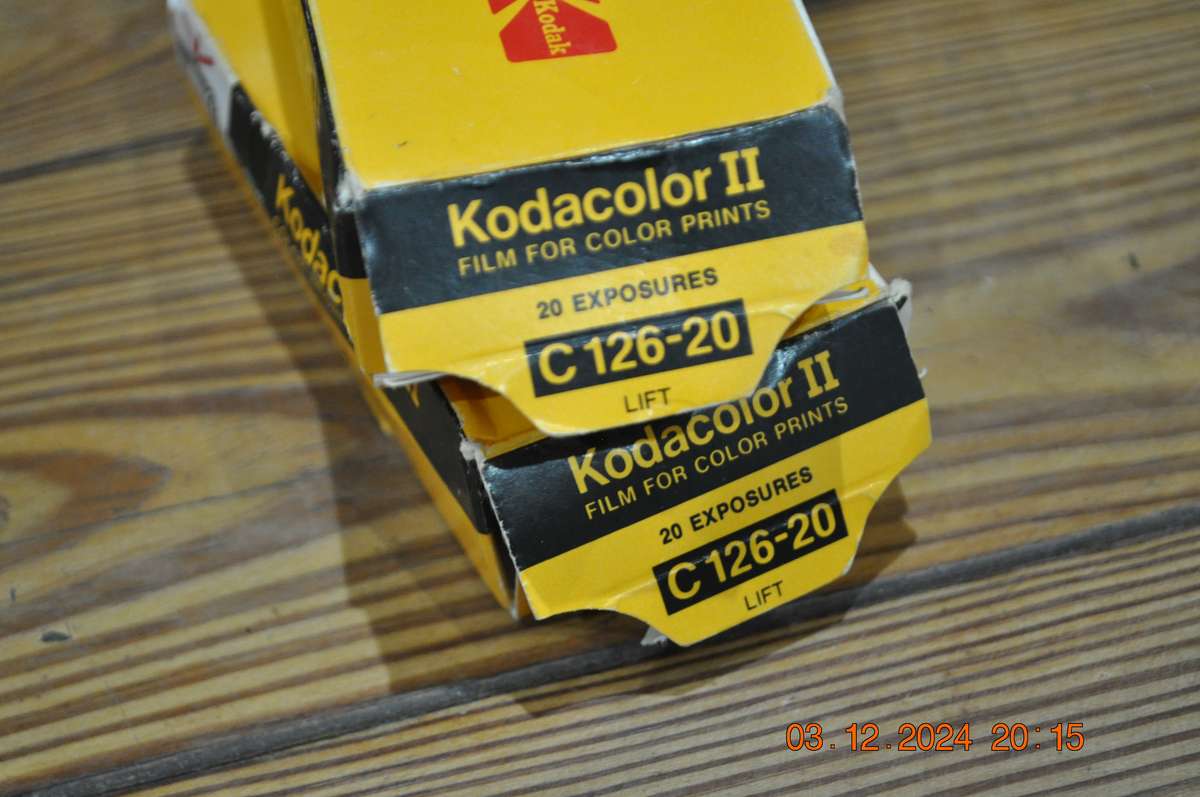 Kodak
Kodacolor II
FILM FOR COLOR PRINTS
20 EXPOSURES
C 126-20
LIFT
Kodac
Kodacolor II
FILM FOR COLOR PRINTS
20 EXPOSURES
C 126-20
LIFT
03.12.2024 20:15